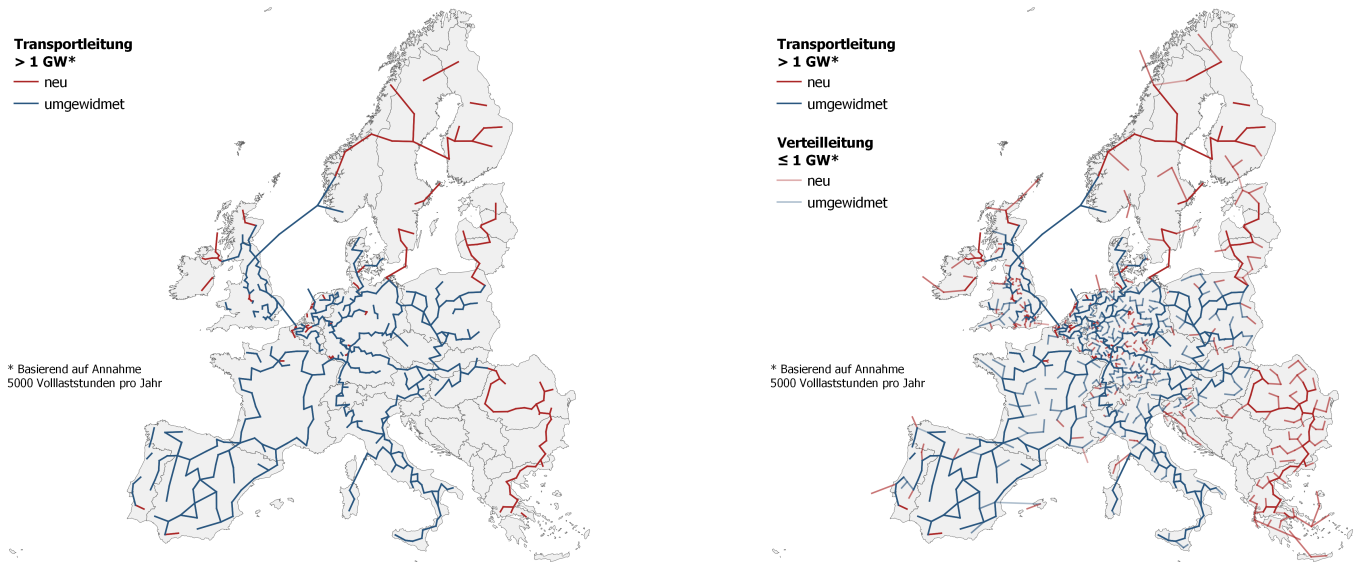 Transportleitung
> 1 GW*
neu
umgewidmet
* Basierend auf Annahme
5000 Volllaststunden pro Jahr
Transportleitung
> 1 GW*
neu
umgewidmet
Verteilleitung
≤ 1 GW*
neu
umgewidmet
* Basierend auf Annahme
5000 Volllaststunden pro Jahr